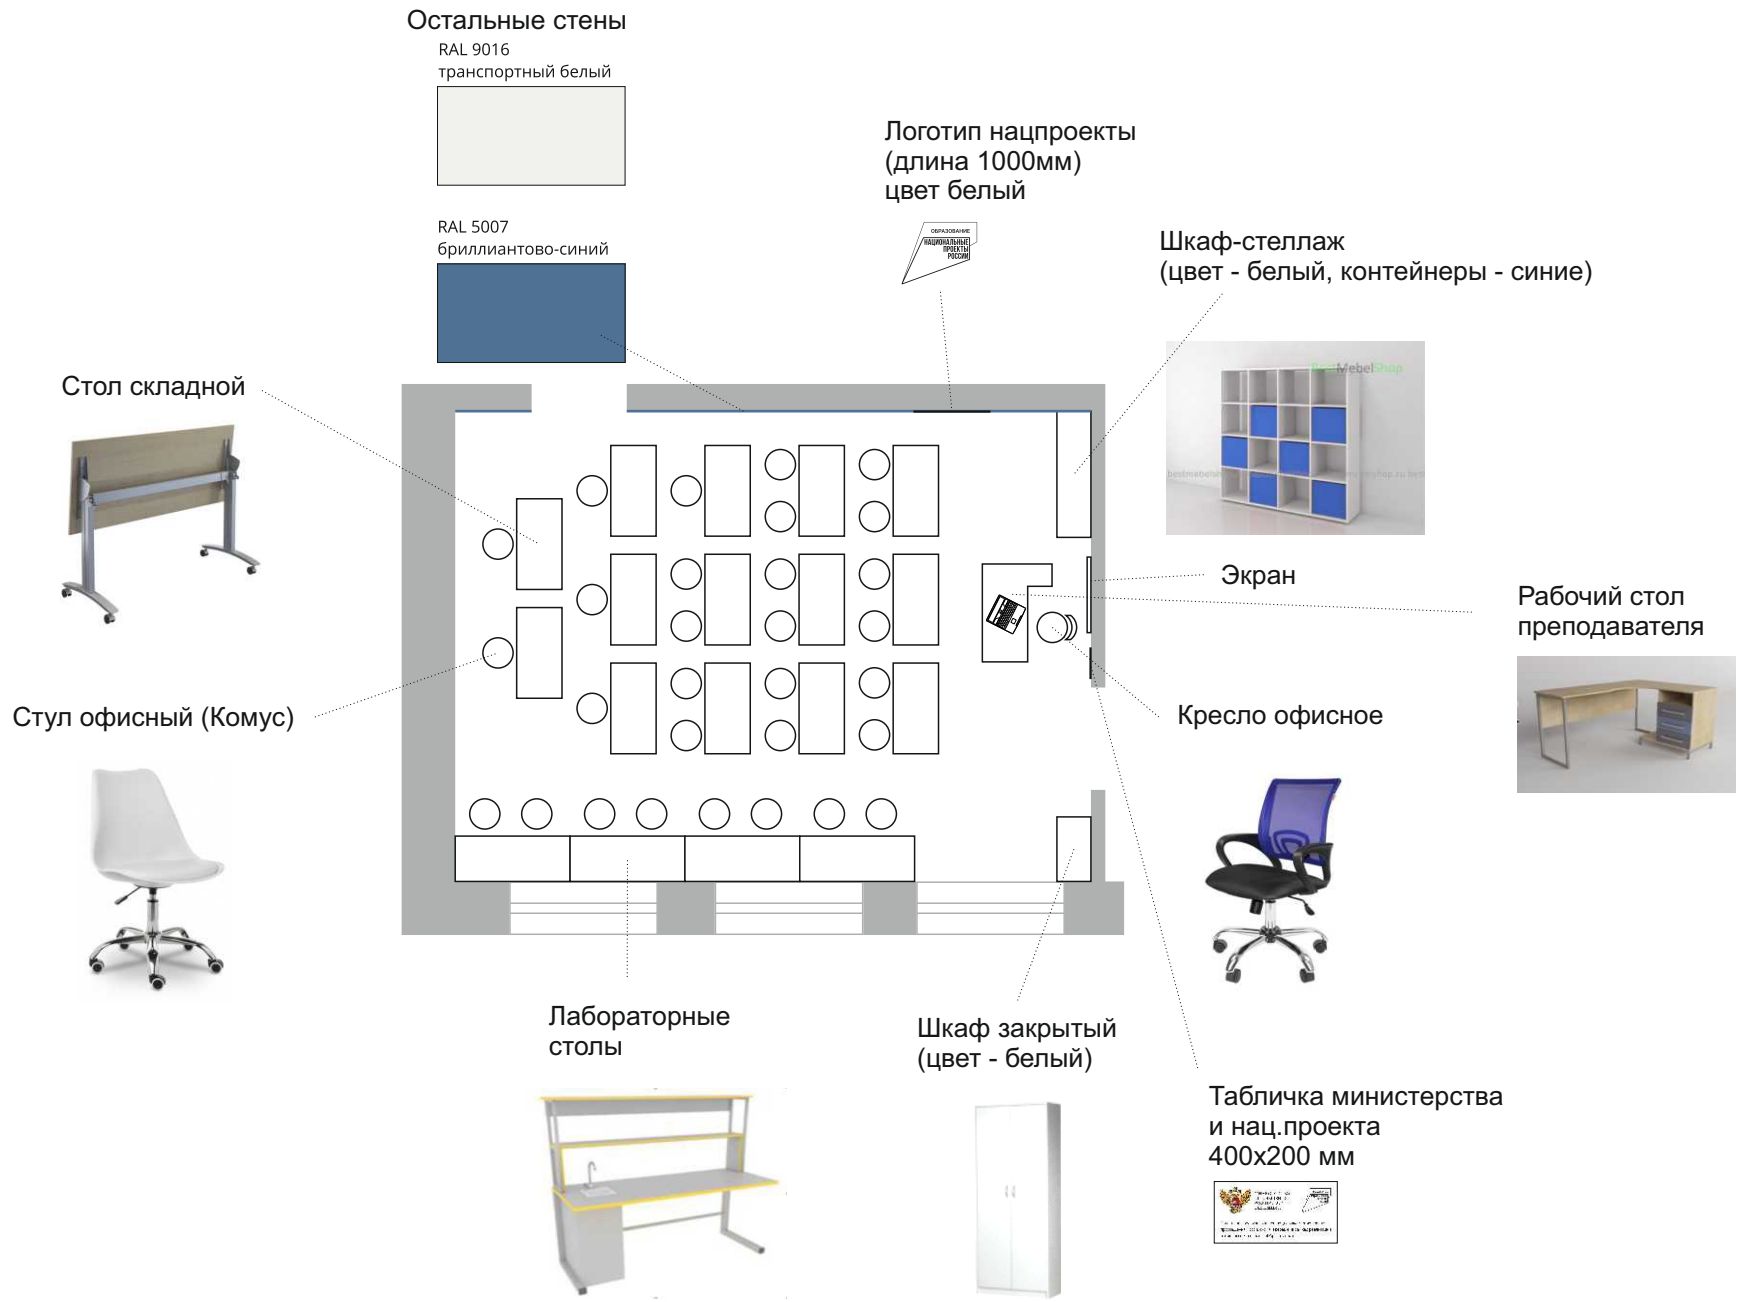 Остальные стены
RAL 9016
транспортный белый
RAL 5007
бриллиантово-синий
Логотип нацпроекты
(длина 1000мм)
цвет белый
ОБРАЗОВАНИЕ
НАЦИОНАЛЬНЫЕ
ПРОЕКТЫ
РОССИИ
Шкаф-стеллаж
(цвет - белый, контейнеры - синие)
BestMebelShop
Стол складной
Экран
Рабочий стол
преподавателя
Стул офисный (Комус)
Кресло офисное
Лабораторные
столы
Шкаф закрытый
(цвет - белый)
Табличка министерства
и нац.проекта
400x200 мм